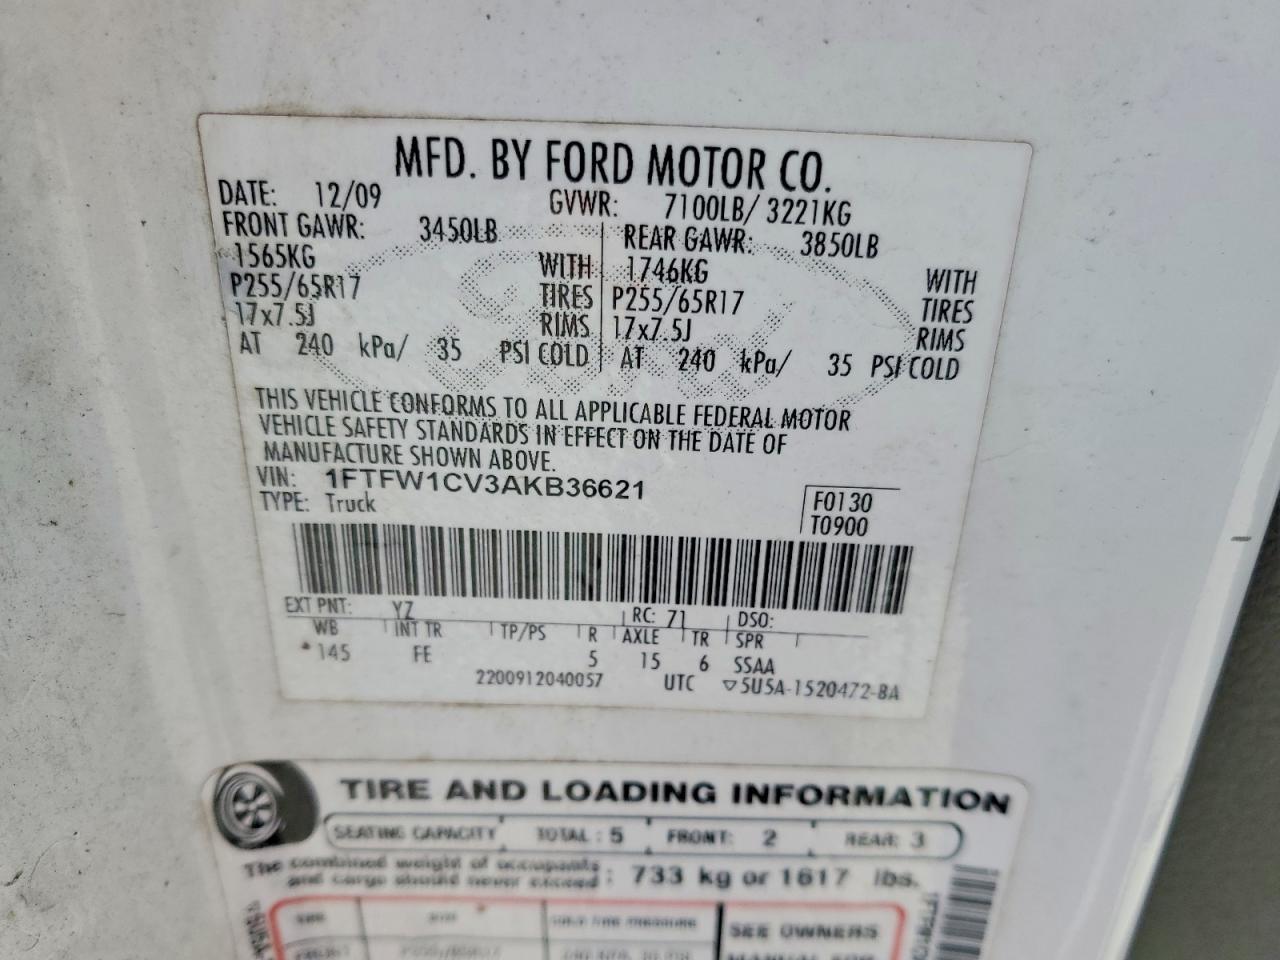 MFD. BY FORD MOTOR CO.
DATE: 12/09 GVWR: 7100LB/ 3221KG
FRONT GAWR: 3450LB REAR GAWR: 3850LB
1565KG WITH 1746KG WITH
P255/65R17 TIRES P255/65R17 TIRES
17x7.5J RIMS 17x7.5J RIMS
AT 240 kPa/ 35 PSI COLD AT 240 kPa/ 35 PSI COLD
THIS VEHICLE CONFORMS TO ALL APPLICABLE FEDERAL MOTOR
VEHICLE SAFETY STANDARDS IN EFFECT ON THE DATE OF
MANUFACTURE SHOWN ABOVE.
VIN: 1FTFW1CV3AKB36621
TYPE: Truck
F0130
T0900
EXT PNT: YZ RC: 71 DSO:
WB INT TR TP/PS R AXLE TR SPR
*145 FE 5 15 6 SSAA
2200912040057 UTC ▽5U5A-1520472-BA
TIRE AND LOADING INFORMATION
SEATING CAPACITY TOTAL : 5 FRONT: 2 REAR: 3
The combined weight of occupants
and cargo should never exceed : 733 kg or 1617 lbs.
COLD TIRE PRESSURE SEE OWNERS